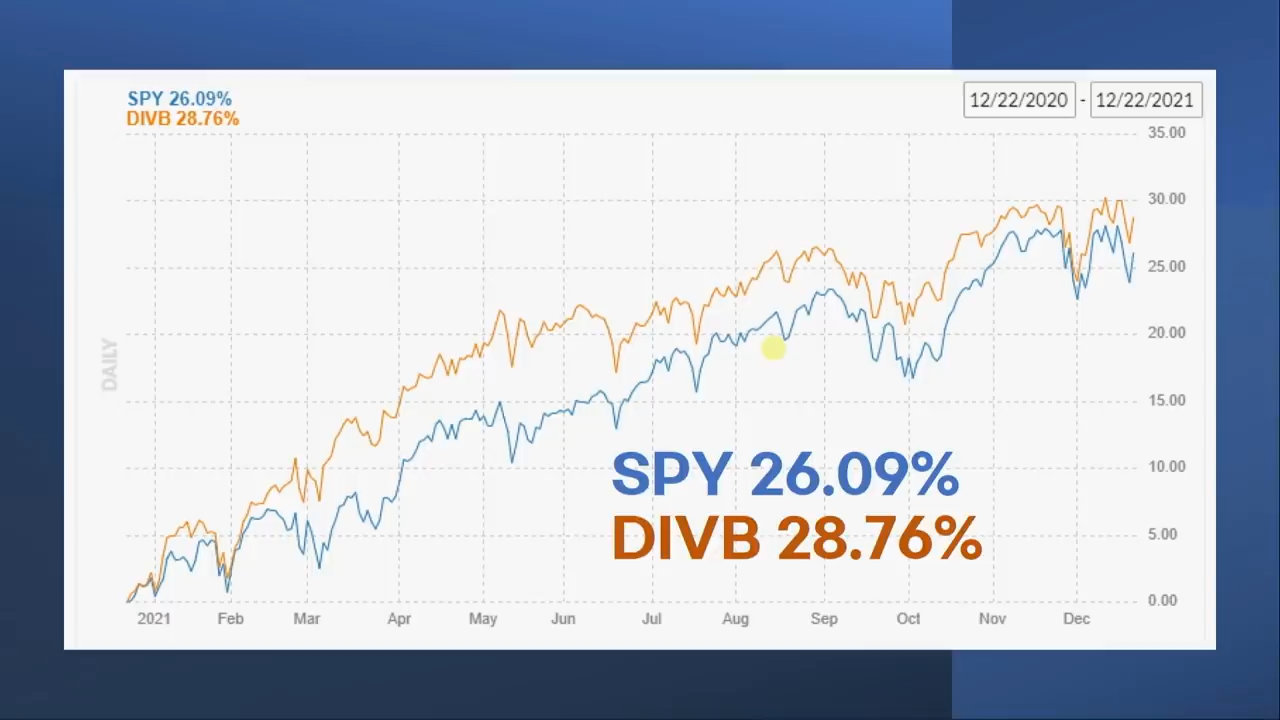 SPY 26.09%
DIVB 28.76%
12/22/2020 - 12/22/2021
35.00
30.00
25.00
20.00
15.00
10.00
5.00
0.00
DAILY
SPY 26.09%
DIVB 28.76%
2021 Feb Mar Apr May Jun Jul Aug Sep Oct Nov Dec